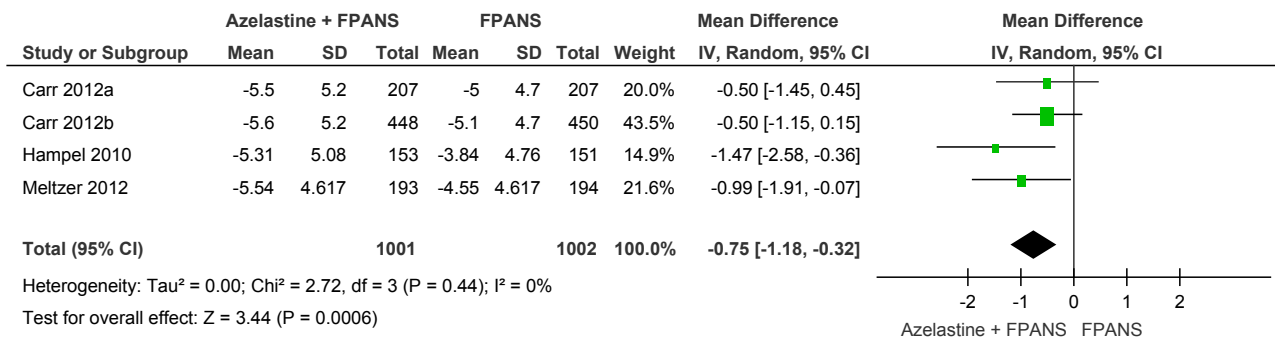 Azelastine + FPANS FPANS Mean Difference Mean Difference
Study or Subgroup Mean SD Total Mean SD Total Weight IV, Random, 95% CI IV, Random, 95% CI
Carr 2012a -5.5 5.2 207 -5 4.7 207 20.0% -0.50 [-1.45, 0.45]
Carr 2012b -5.6 5.2 448 -5.1 4.7 450 43.5% -0.50 [-1.15, 0.15]
Hampel 2010 -5.31 5.08 153 -3.84 4.76 151 14.9% -1.47 [-2.58, -0.36]
Meltzer 2012 -5.54 4.617 193 -4.55 4.617 194 21.6% -0.99 [-1.91, -0.07]
Total (95% CI) 1001 1002 100.0% -0.75 [-1.18, -0.32]
Heterogeneity: Tau² = 0.00; Chi² = 2.72, df = 3 (P = 0.44); I² = 0%
Test for overall effect: Z = 3.44 (P = 0.0006)
-2 -1 0 1 2
Azelastine + FPANS FPANS